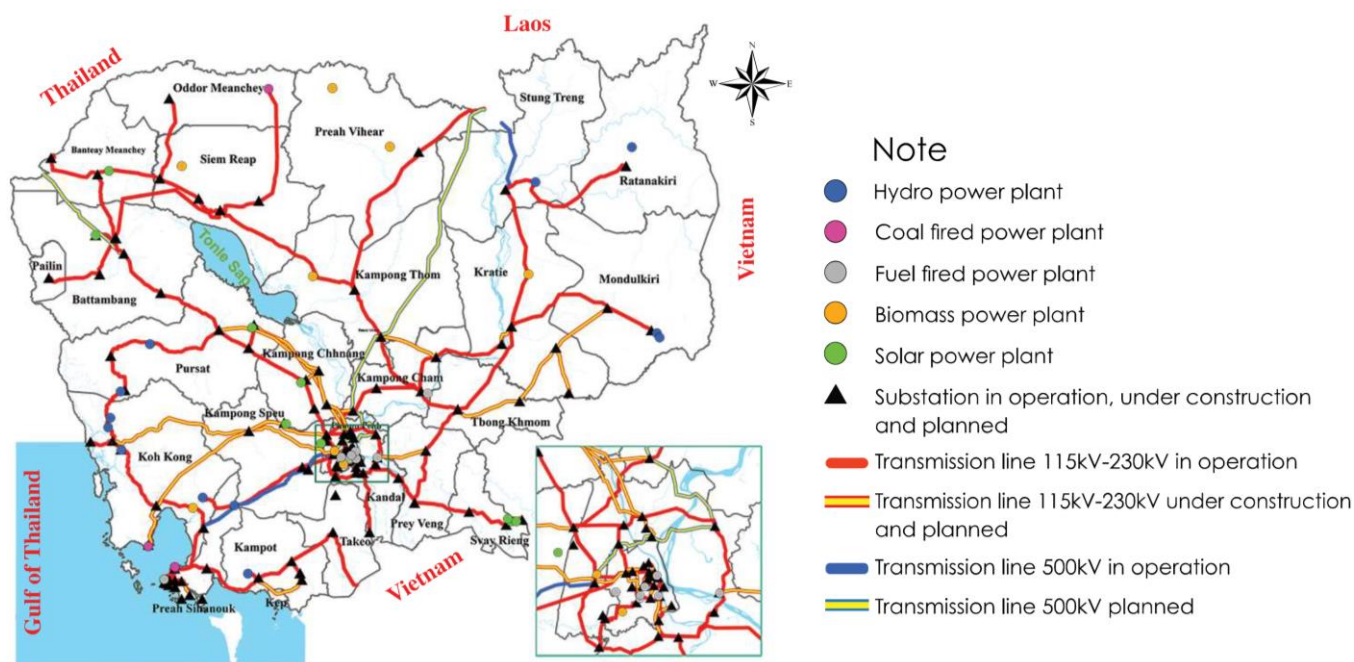 Laos
Thailand
N
W E
S
Oddor Meanchey
Stung Treng
Preah Vihear
Banteay Meanchey
Siem Reap
Ratanakiri
Vietnam
Tonle Sap
Pailin
Kampong Thom
Kratie
Mondulkiri
Battambang
Kampong Chhnang
Pursat
Kampong Cham
Kampong Speu
Tbong Khmom
Phnom Penh
Koh Kong
Kandal
Prey Veng
Svay Rieng
Gulf of Thailand
Kampot
Takeo
Vietnam
Preah Sihanouk
Kep
Note
Hydro power plant
Coal fired power plant
Fuel fired power plant
Biomass power plant
Solar power plant
Substation in operation, under construction
and planned
Transmission line 115kV-230kV in operation
Transmission line 115kV-230kV under construction
and planned
Transmission line 500kV in operation
Transmission line 500kV planned